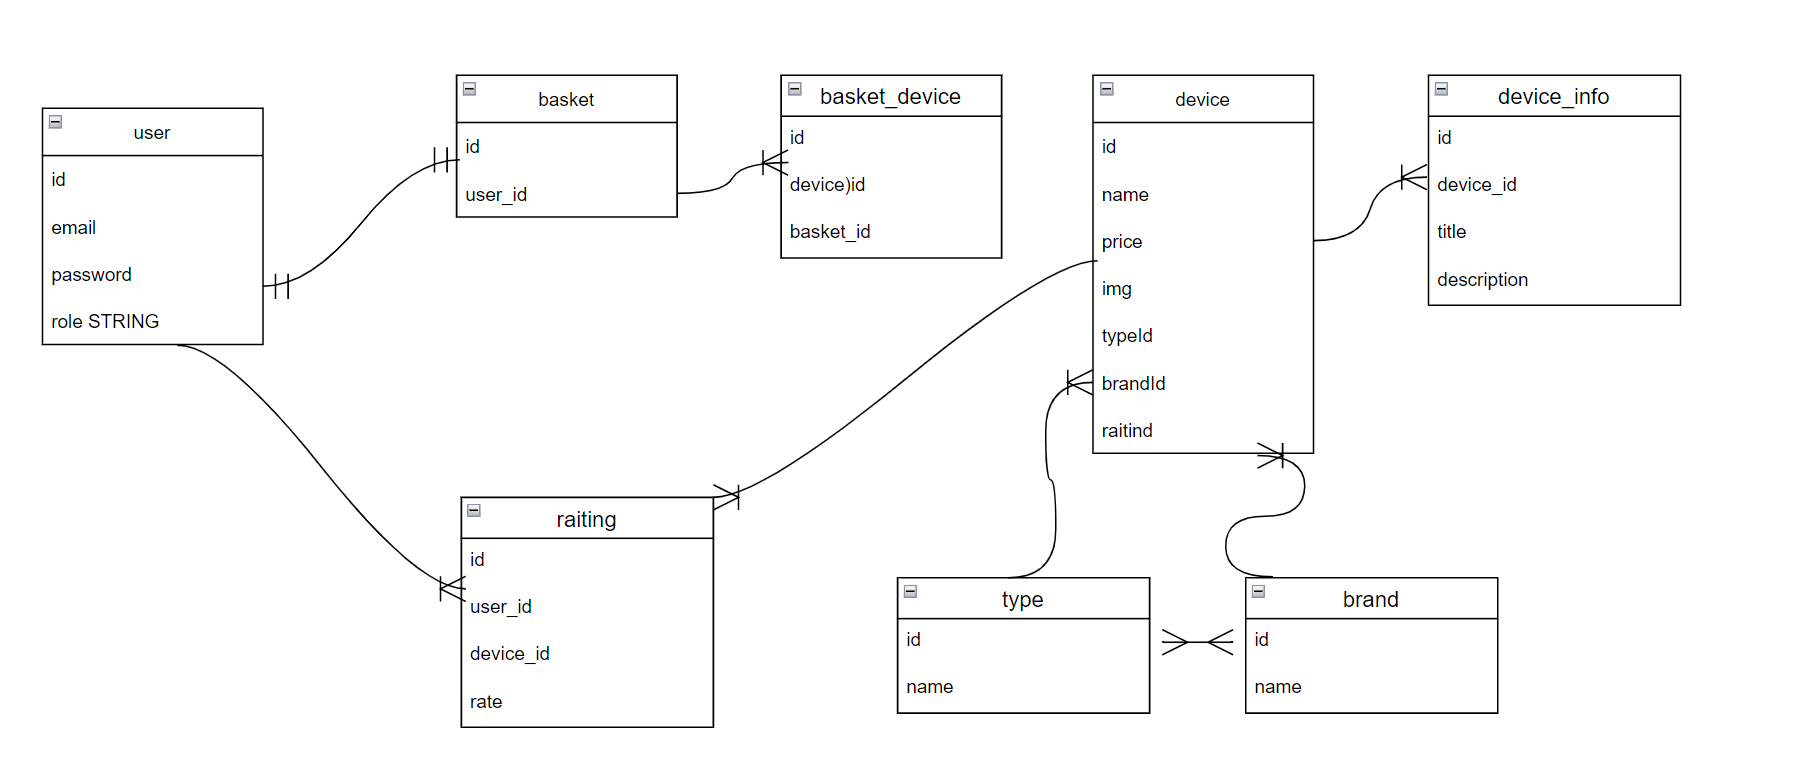 user
id
email
password
role STRING
basket
id
user_id
basket_device
id
device)id
basket_id
device
id
name
price
img
typeId
brandId
raitind
device_info
id
device_id
title
description
raiting
id
user_id
device_id
rate
type
id
name
brand
id
name